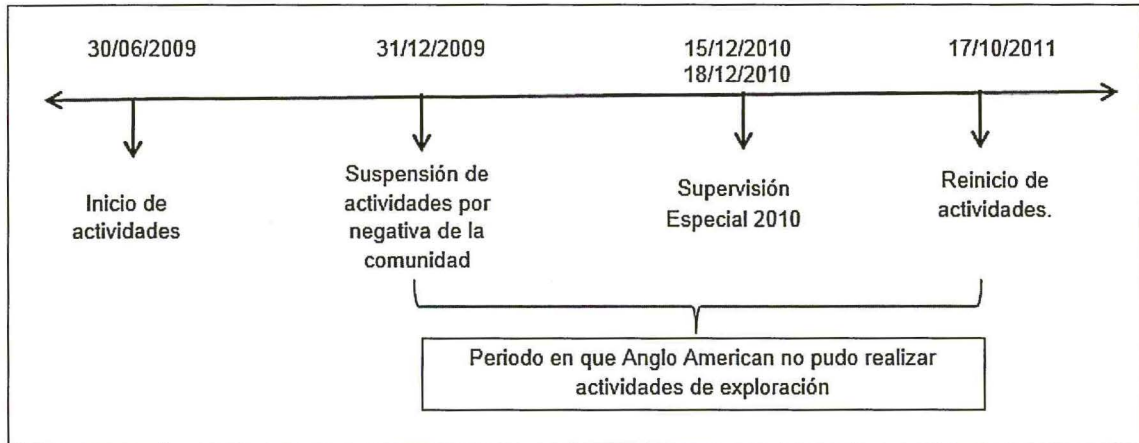 30/06/2009
31/12/2009
15/12/2010
18/12/2010
17/10/2011
Inicio de
actividades
Suspensión de
actividades por
negativa de la
comunidad
Supervisión
Especial 2010
Reinicio de
actividades.
Periodo en que Anglo American no pudo realizar
actividades de exploración